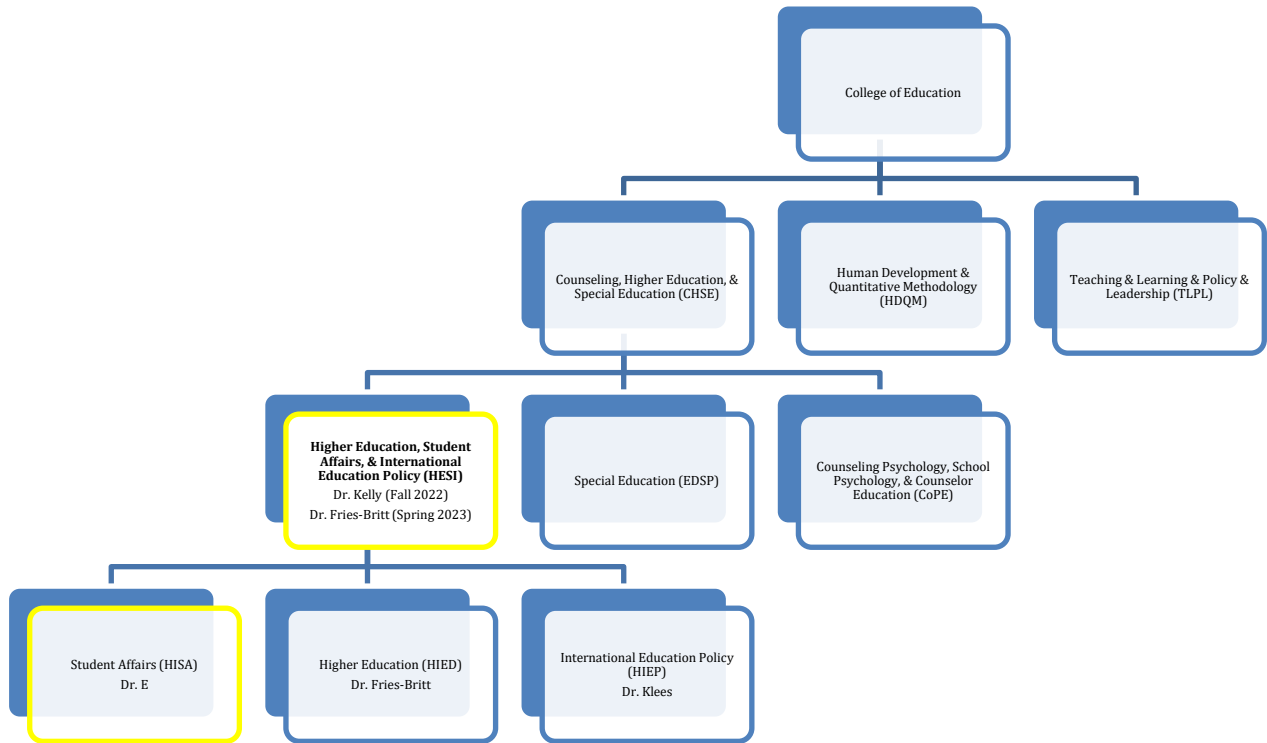 College of Education
Counseling, Higher Education, &
Special Education (CHSE)
Human Development &
Quantitative Methodology
(HDQM)
Teaching & Learning & Policy &
Leadership (TLPL)
Higher Education, Student
Affairs, & International
Education Policy (HESI)
Dr. Kelly (Fall 2022)
Dr. Fries-Britt (Spring 2023)
Special Education (EDSP)
Counseling Psychology, School
Psychology, & Counselor
Education (CoPE)
Student Affairs (HISA)
Dr. E
Higher Education (HIED)
Dr. Fries-Britt
International Education Policy
(HIEP)
Dr. Klees